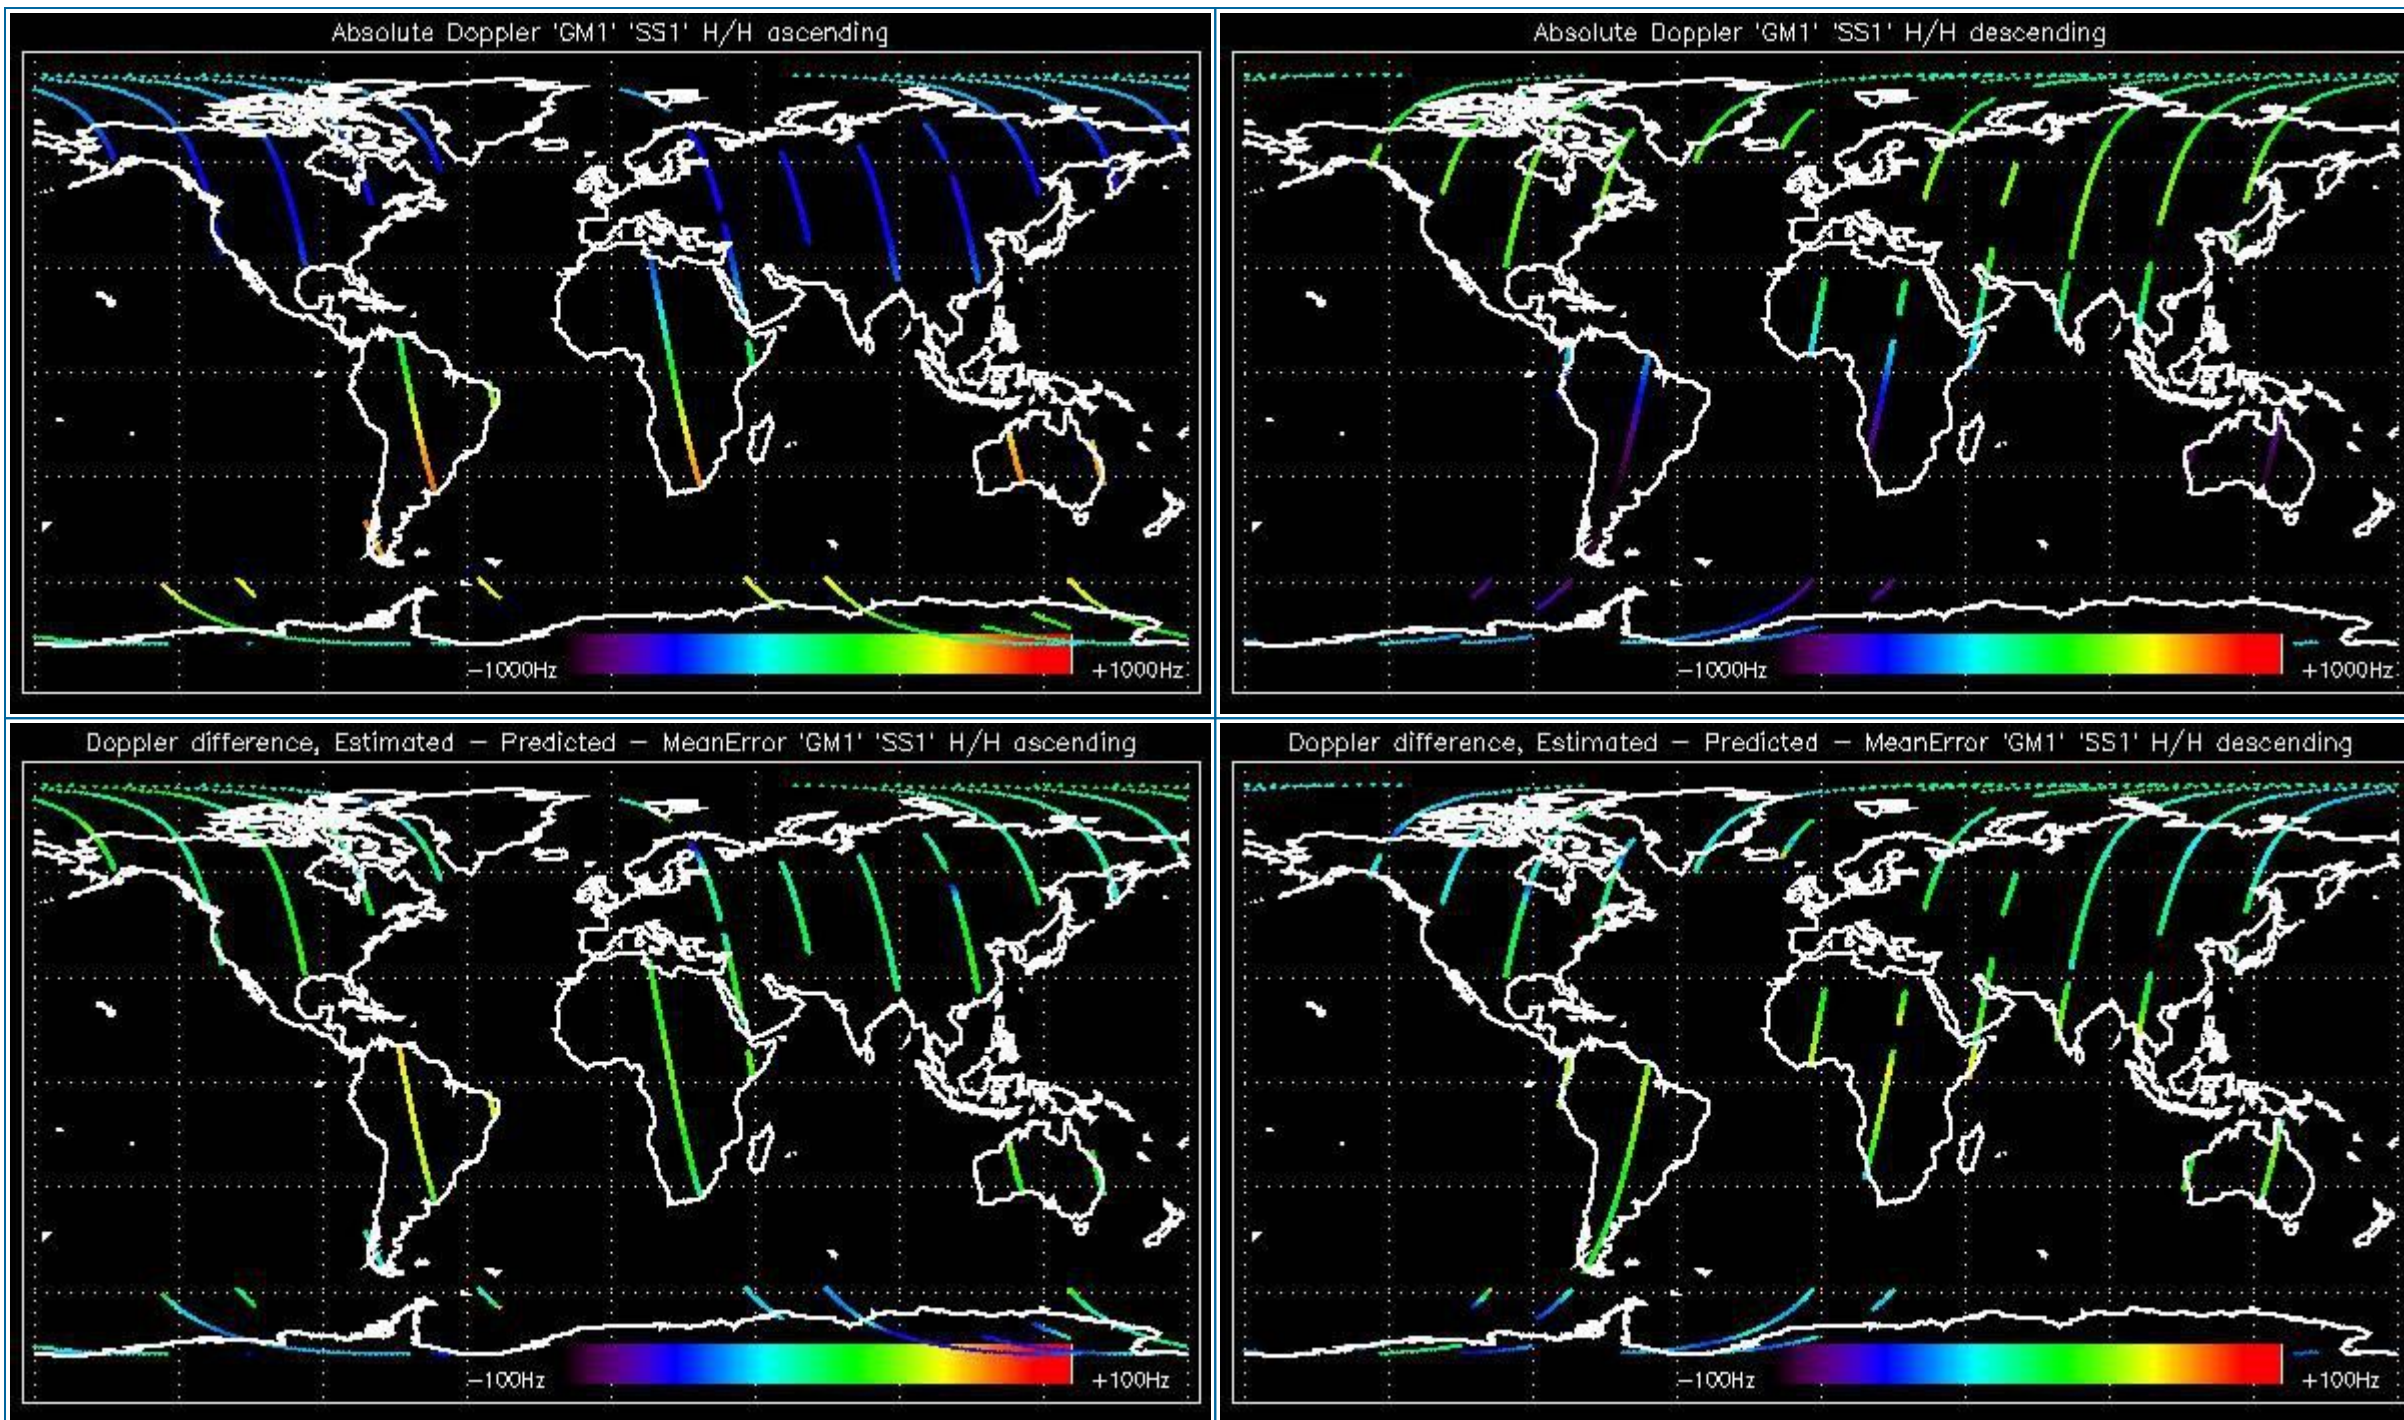 Absolute Doppler 'GM1' 'SS1' H/H ascending
−1000Hz
+1000Hz
Absolute Doppler 'GM1' 'SS1' H/H descending
−1000Hz
+1000Hz
Doppler difference, Estimated − Predicted − MeanError 'GM1' 'SS1' H/H ascending
−100Hz
+100Hz
Doppler difference, Estimated − Predicted − MeanError 'GM1' 'SS1' H/H descending
−100Hz
+100Hz